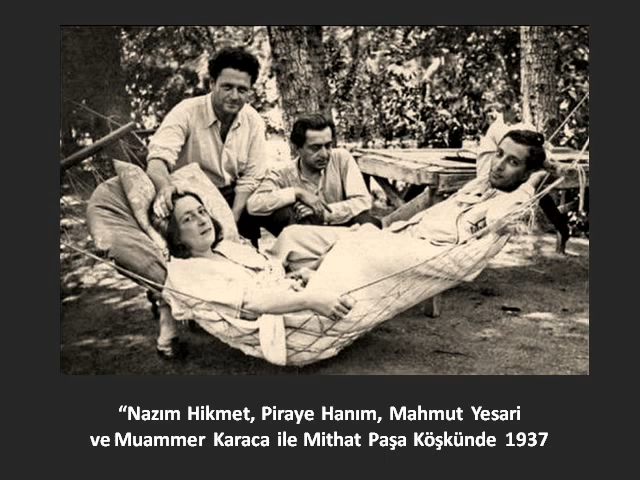 “Nazım Hikmet, Piraye Hanım, Mahmut Yesari
ve Muammer Karaca ile Mithat Paşa Köşkünde 1937